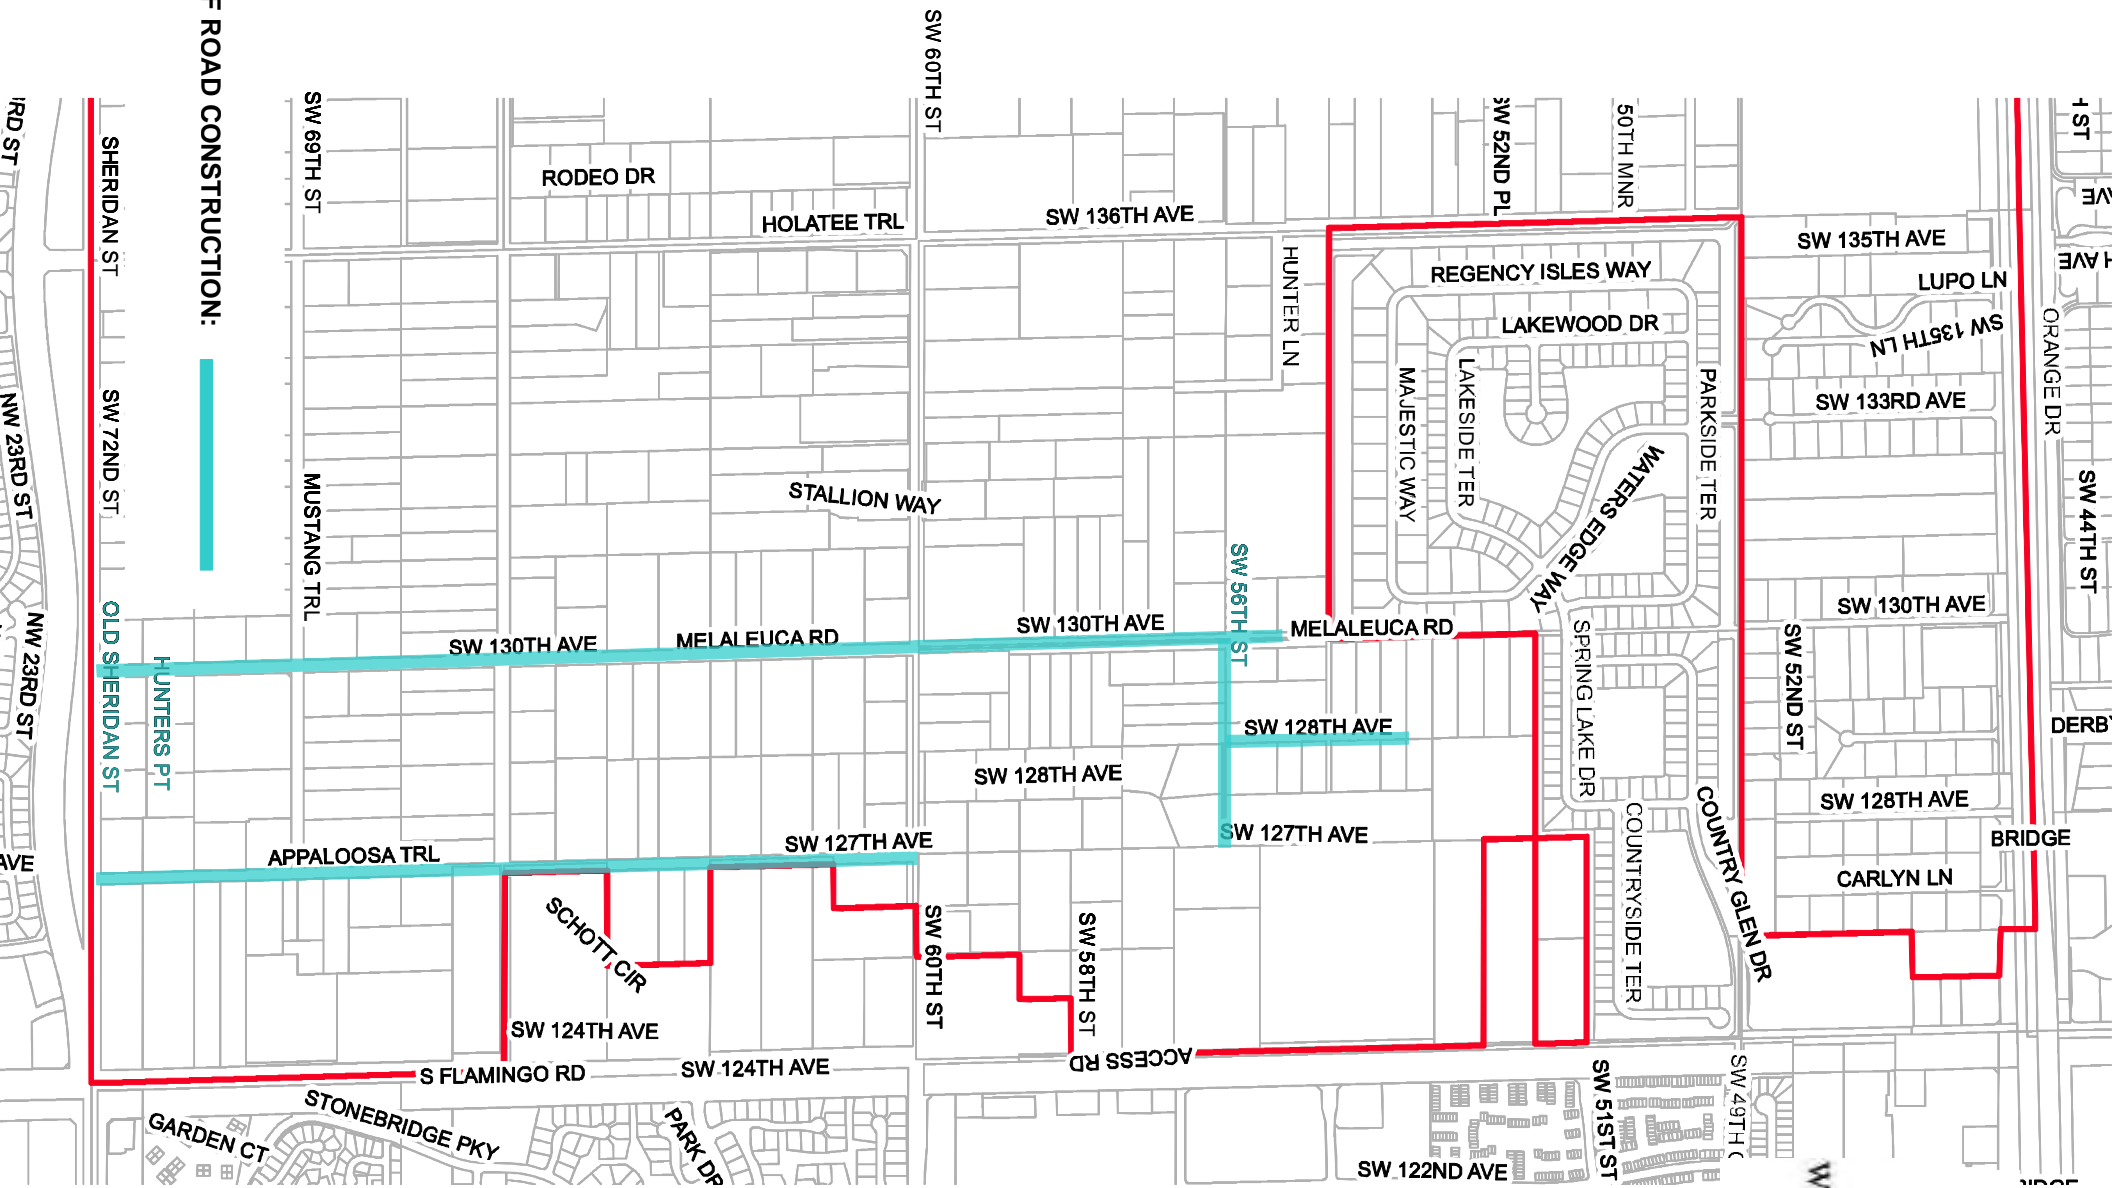 F ROAD CONSTRUCTION:
SW 60TH ST
RD ST
SHERIDAN ST
SW 69TH ST
RODEO DR
HOLATEE TRL
SW 136TH AVE
SW 52ND PL
50TH MNR
H ST
SW 135TH AVE
LUPO LN
SW 135TH LN
HUNTER LN
REGENCY ISLES WAY
LAKEWOOD DR
ORANGE DR
MAJESTIC WAY
LAKESIDE TER
PARKSIDE TER
SW 133RD AVE
NW 23RD ST
SW 72ND ST
MUSTANG TRL
STALLION WAY
WATERS EDGE WAY
SW 44TH ST
SW 56TH ST
SW 130TH AVE
OLD SHERIDAN ST
HUNTERS PT
NW 23RD ST
SW 130TH AVE
MELALEUCA RD
SW 130TH AVE
MELALEUCA RD
SPRING LAKE DR
SW 52ND ST
SW 128TH AVE
SW 128TH AVE
DERBY
SW 128TH AVE
COUNTRY GLEN DR
COUNTRYSIDE TER
BRIDGE
AVE
APPALOOSA TRL
SW 127TH AVE
SW 127TH AVE
CARLYN LN
SCHOTT CIR
SW 60TH ST
SW 58TH ST
SW 124TH AVE
S FLAMINGO RD
SW 124TH AVE
ACCESS RD
SW 51ST ST
SW 49TH
STONEBRIDGE PKY
GARDEN CT
PARK DR
SW 122ND AVE
W